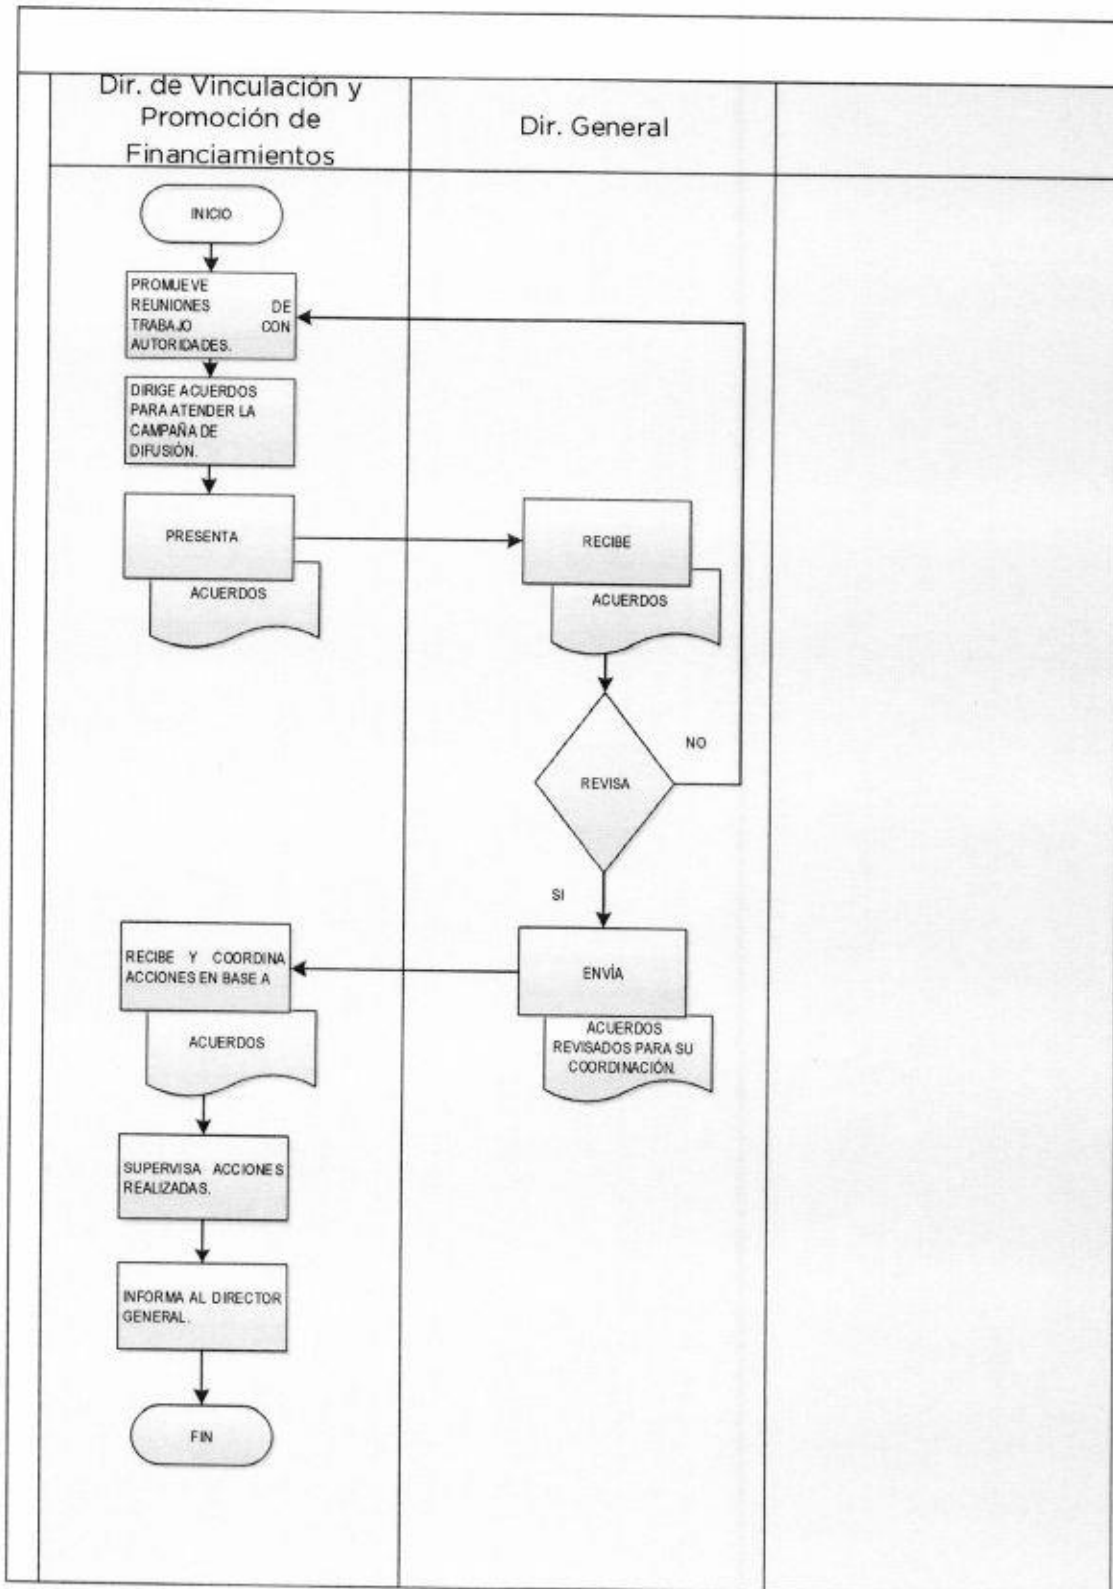 Dir. de Vinculación y
Promoción de
Financiamientos
Dir. General
INICIO
PROMUEVE
REUNIONES DE
TRABAJO CON
AUTORIDADES.
DIRIGE ACUERDOS
PARA ATENDER LA
CAMPAÑA DE
DIFUSIÓN.
PRESENTA
ACUERDOS
RECIBE
ACUERDOS
REVISA
NO
SI
ENVÍA
ACUERDOS
REVISADOS PARA SU
COORDINACIÓN.
RECIBE Y COORDINA
ACCIONES EN BASE A
ACUERDOS
SUPERVISA ACCIONES
REALIZADAS.
INFORMA AL DIRECTOR
GENERAL.
FIN